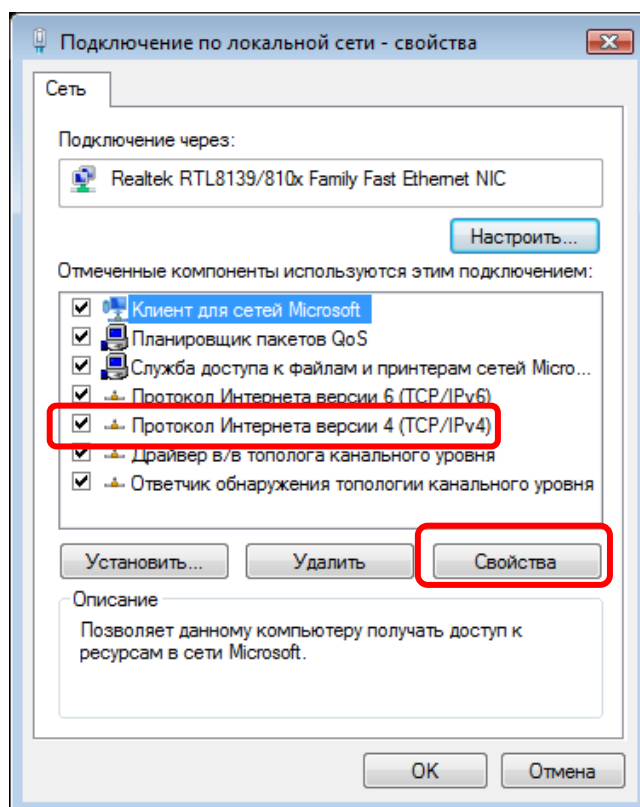 Подключение по локальной сети - свойства
Сеть
Подключение через:
Realtek RTL8139/810x Family Fast Ethernet NIC
Настроить...
Отмеченные компоненты используются этим подключением:
Клиент для сетей Microsoft
Планировщик пакетов QoS
Служба доступа к файлам и принтерам сетей Micro...
Протокол Интернета версии 6 (TCP/IPv6)
Протокол Интернета версии 4 (TCP/IPv4)
Драйвер в/в тополога канального уровня
Ответчик обнаружения топологии канального уровня
Установить...
Удалить
Свойства
Описание
Позволяет данному компьютеру получать доступ к
ресурсам в сети Microsoft.
OK
Отмена